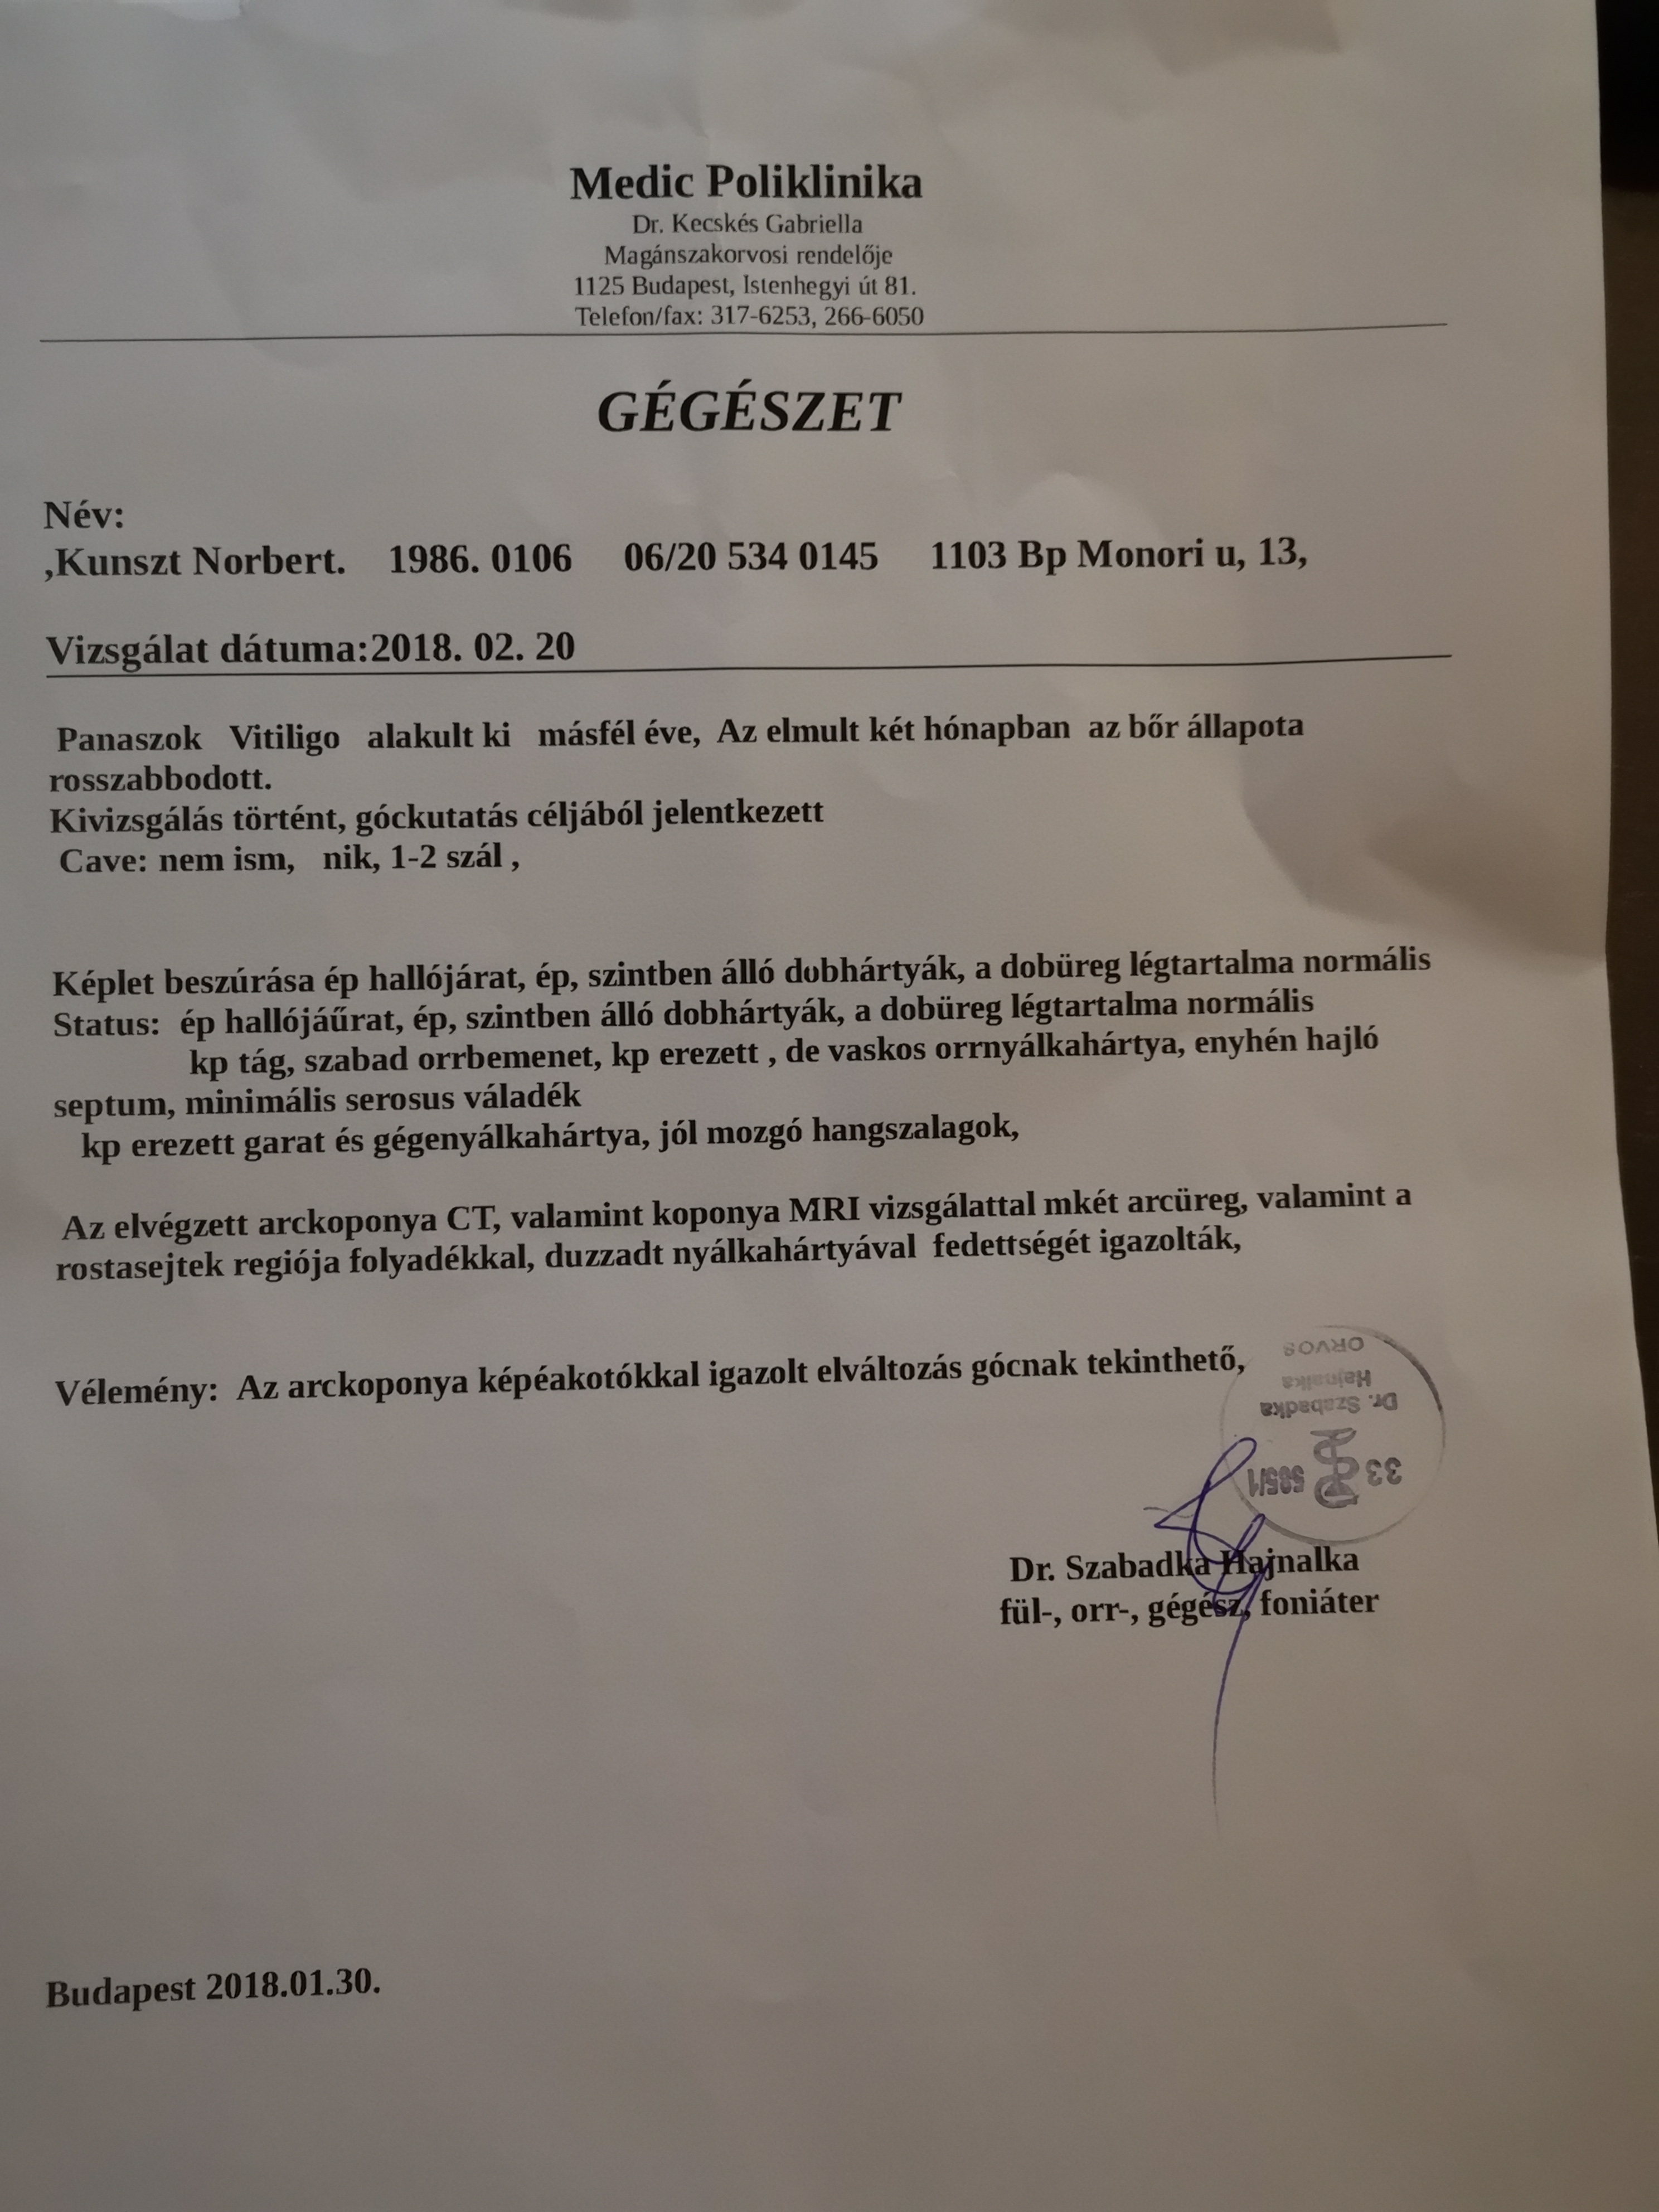 Medic Poliklinika
Dr. Kecskés Gabriella
Magánszakorvosi rendelője
1125 Budapest, Istenhegyi út 81.
Telefon/fax: 317-6253, 266-6050
GÉGÉSZET
Név:
,Kunszt Norbert. 1986. 0106 06/20 534 0145 1103 Bp Monori u, 13,
Vizsgálat dátuma:2018. 02. 20
Panaszok Vitiligo alakult ki másfél éve, Az elmult két hónapban az bőr állapota
rosszabbodott.
Kivizsgálás történt, góckutatás céljából jelentkezett
Cave: nem ism, nik, 1-2 szál ,
Képlet beszúrása ép hallójárat, ép, szintben álló dobhártyák, a dobüreg légtartalma normális
Status: ép hallójáűrat, ép, szintben álló dobhártyák, a dobüreg légtartalma normális
kp tág, szabad orrbemenet, kp erezett , de vaskos orrnyálkahártya, enyhén hajló
septum, minimális serosus váladék
kp erezett garat és gégenyálkahártya, jól mozgó hangszalagok,
Az elvégzett arckoponya CT, valamint koponya MRI vizsgálattal mkét arcüreg, valamint a
rostasejtek regiója folyadékkal, duzzadt nyálkahártyával fedettségét igazolták,
Vélemény: Az arckoponya képéakotókkal igazolt elváltozás gócnak tekinthető,
ORVOS
Hajnalka
Dr. Szabadka
33
Dr. Szabadka Hajnalka
fül-, orr-, gégész, foniáter
Budapest 2018.01.30.